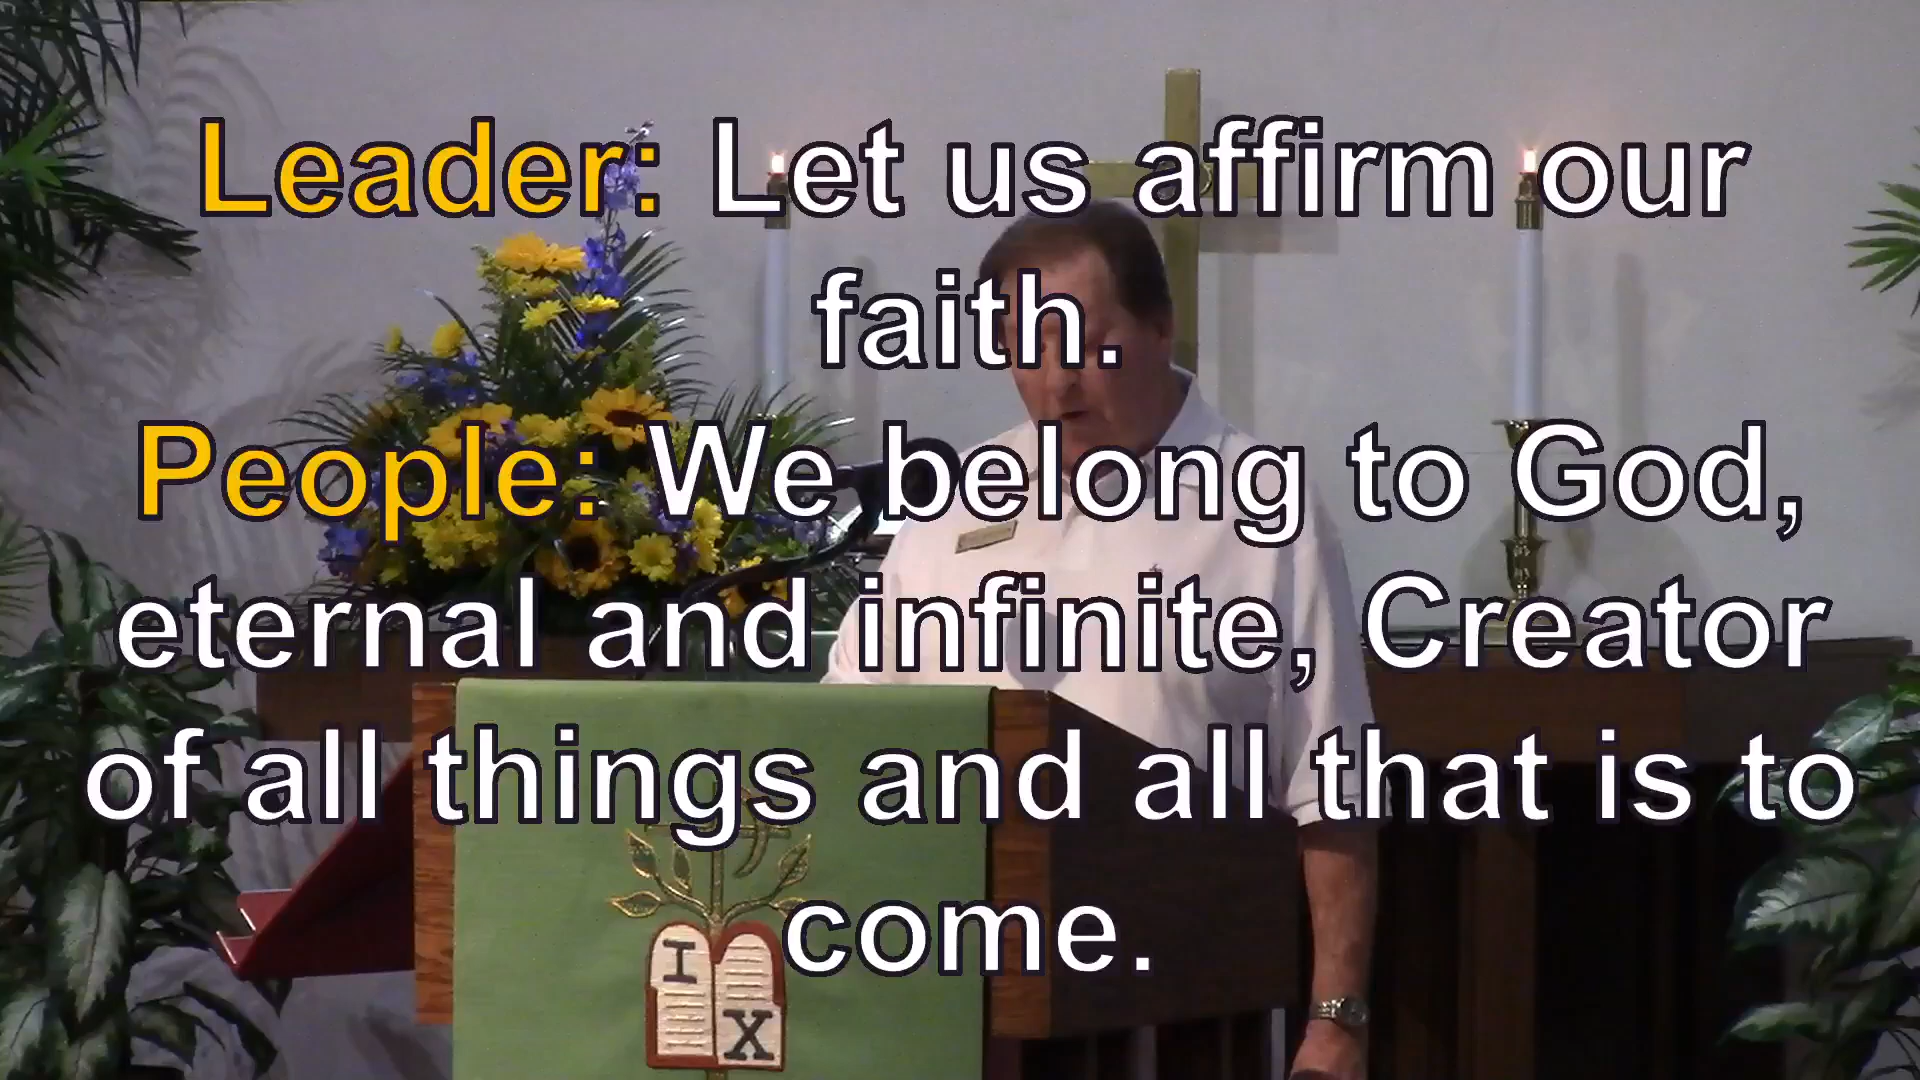 Leader: Let us affirm our
faith.
People: We belong to God,
eternal and infinite, Creator
of all things and all that is to
come.
I
X